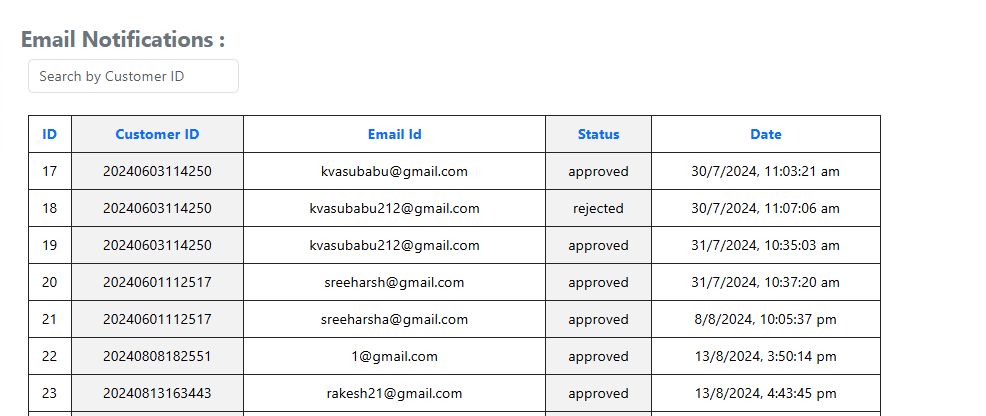 Email Notifications :
Search by Customer ID
ID Customer ID Email Id Status Date
17 20240603114250 kvasubabu@gmail.com approved 30/7/2024, 11:03:21 am
18 20240603114250 kvasubabu212@gmail.com rejected 30/7/2024, 11:07:06 am
19 20240603114250 kvasubabu212@gmail.com approved 31/7/2024, 10:35:03 am
20 20240601112517 sreeharsh@gmail.com approved 31/7/2024, 10:37:20 am
21 20240601112517 sreeharsha@gmail.com approved 8/8/2024, 10:05:37 pm
22 20240808182551 1@gmail.com approved 13/8/2024, 3:50:14 pm
23 20240813163443 rakesh21@gmail.com approved 13/8/2024, 4:43:45 pm